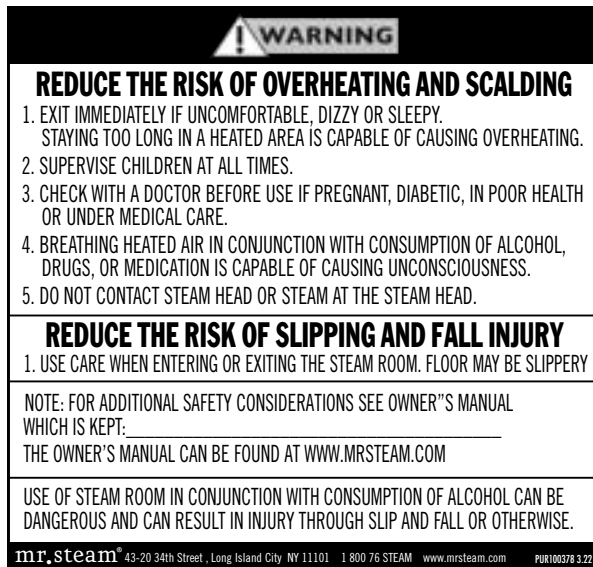 WARNING
REDUCE THE RISK OF OVERHEATING AND SCALDING
1. EXIT IMMEDIATELY IF UNCOMFORTABLE, DIZZY OR SLEEPY.
STAYING TOO LONG IN A HEATED AREA IS CAPABLE OF CAUSING OVERHEATING.
2. SUPERVISE CHILDREN AT ALL TIMES.
3. CHECK WITH A DOCTOR BEFORE USE IF PREGNANT, DIABETIC, IN POOR HEALTH
OR UNDER MEDICAL CARE.
4. BREATHING HEATED AIR IN CONJUNCTION WITH CONSUMPTION OF ALCOHOL,
DRUGS, OR MEDICATION IS CAPABLE OF CAUSING UNCONSCIOUSNESS.
5. DO NOT CONTACT STEAM HEAD OR STEAM AT THE STEAM HEAD.
REDUCE THE RISK OF SLIPPING AND FALL INJURY
1. USE CARE WHEN ENTERING OR EXITING THE STEAM ROOM. FLOOR MAY BE SLIPPERY
NOTE: FOR ADDITIONAL SAFETY CONSIDERATIONS SEE OWNER"S MANUAL
WHICH IS KEPT:____________________________________
THE OWNER'S MANUAL CAN BE FOUND AT WWW.MRSTEAM.COM
USE OF STEAM ROOM IN CONJUNCTION WITH CONSUMPTION OF ALCOHOL CAN BE
DANGEROUS AND CAN RESULT IN INJURY THROUGH SLIP AND FALL OR OTHERWISE.
mr.steam® 43-20 34th Street , Long Island City NY 11101 1 800 76 STEAM www.mrsteam.com PUR100378 3.22